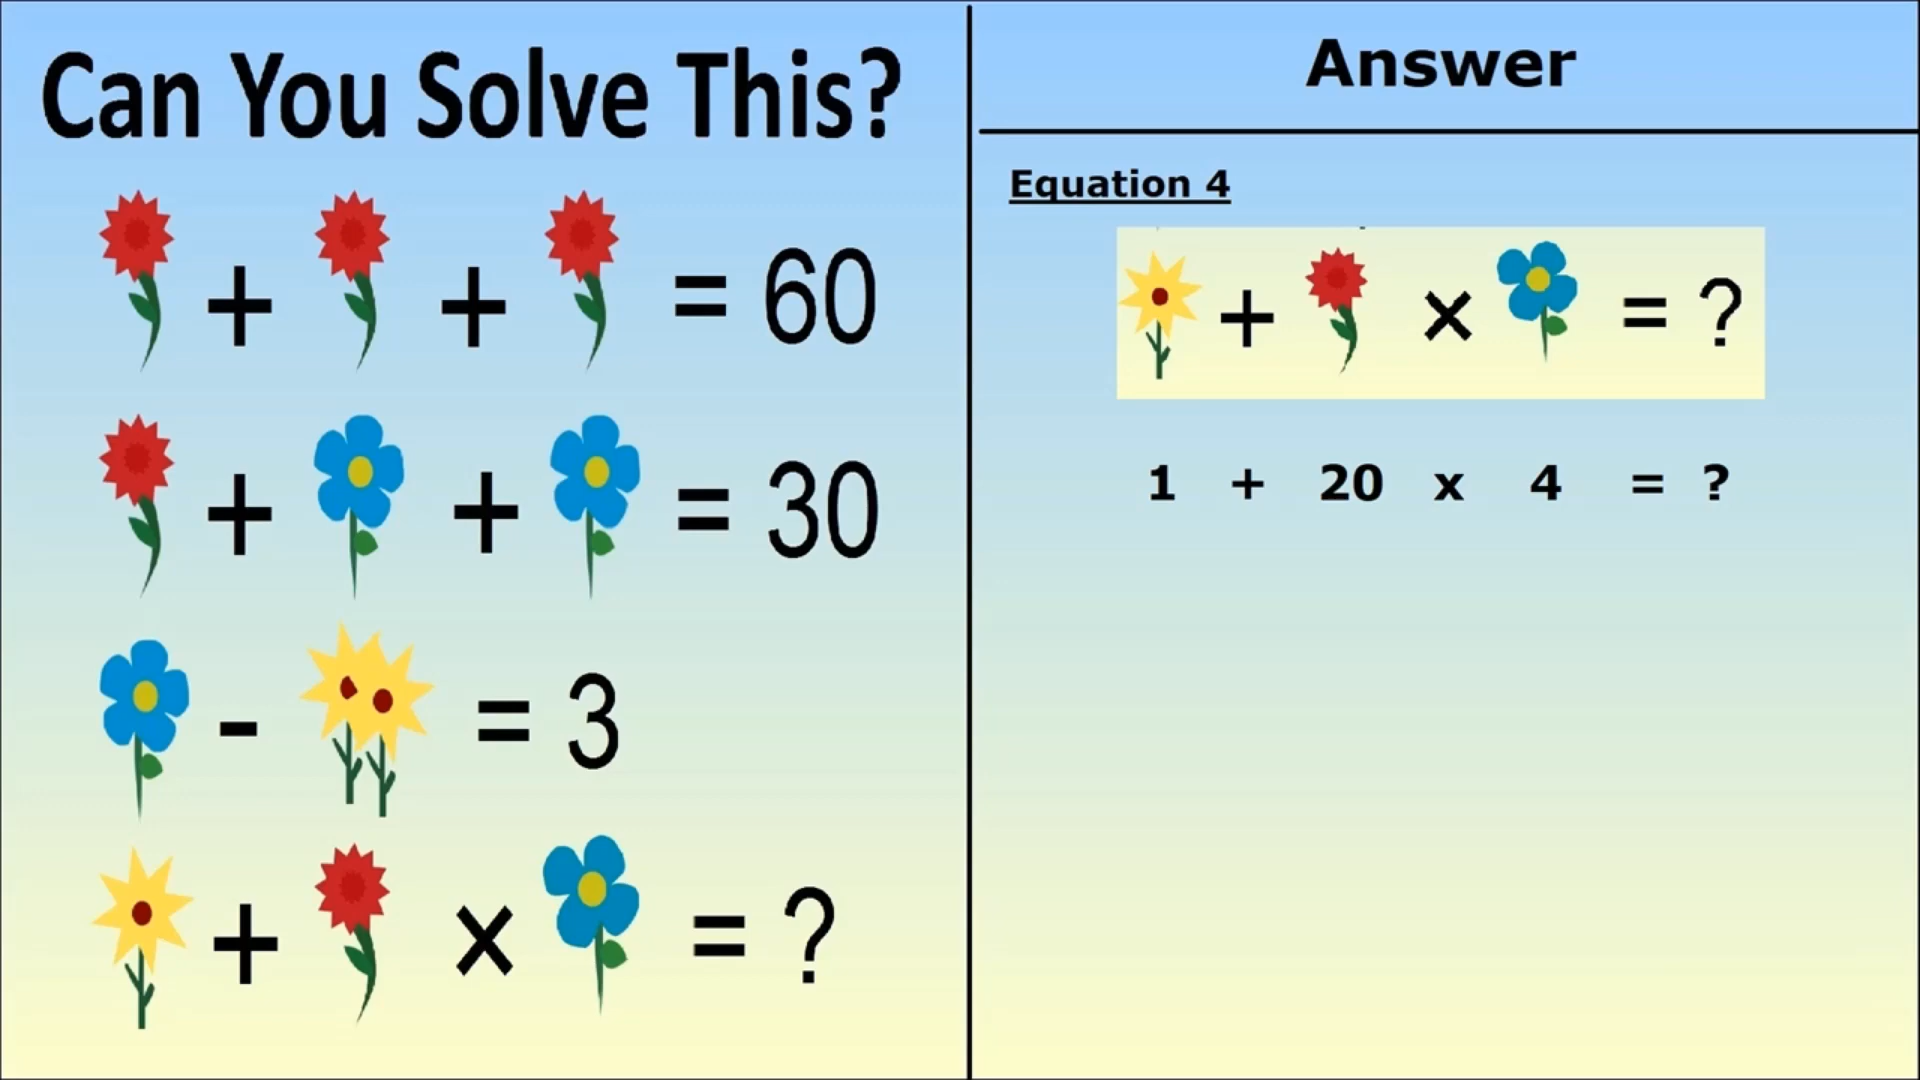 Can You Solve This?
+ + = 60
+ + = 30
- = 3
+ × = ?
Answer
Equation 4
+ × = ?
1 + 20 x 4 = ?